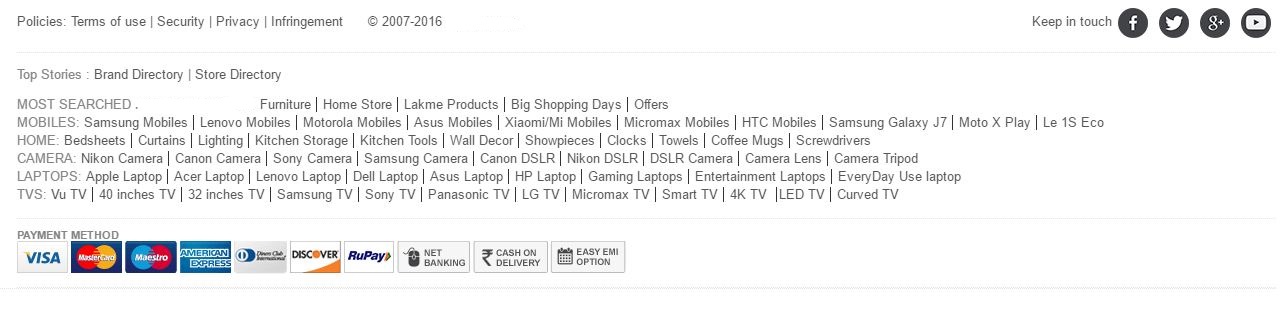 Policies: Terms of use | Security | Privacy | Infringement © 2007-2016 Keep in touch
Top Stories : Brand Directory | Store Directory
MOST SEARCHED . Furniture | Home Store | Lakme Products | Big Shopping Days | Offers
MOBILES: Samsung Mobiles | Lenovo Mobiles | Motorola Mobiles | Asus Mobiles | Xiaomi/Mi Mobiles | Micromax Mobiles | HTC Mobiles | Samsung Galaxy J7 | Moto X Play | Le 1S Eco
HOME: Bedsheets | Curtains | Lighting | Kitchen Storage | Kitchen Tools | Wall Decor | Showpieces | Clocks | Towels | Coffee Mugs | Screwdrivers
CAMERA: Nikon Camera | Canon Camera | Sony Camera | Samsung Camera | Canon DSLR | Nikon DSLR | DSLR Camera | Camera Lens | Camera Tripod
LAPTOPS: Apple Laptop | Acer Laptop | Lenovo Laptop | Dell Laptop | Asus Laptop | HP Laptop | Gaming Laptops | Entertainment Laptops | EveryDay Use laptop
TVS: Vu TV | 40 inches TV | 32 inches TV | Samsung TV | Sony TV | Panasonic TV | LG TV | Micromax TV | Smart TV | 4K TV |LED TV | Curved TV
PAYMENT METHOD
VISA MasterCard Maestro AMERICAN EXPRESS Diners Club International DISCOVER RuPay NET BANKING ₹ CASH ON DELIVERY EASY EMI OPTION